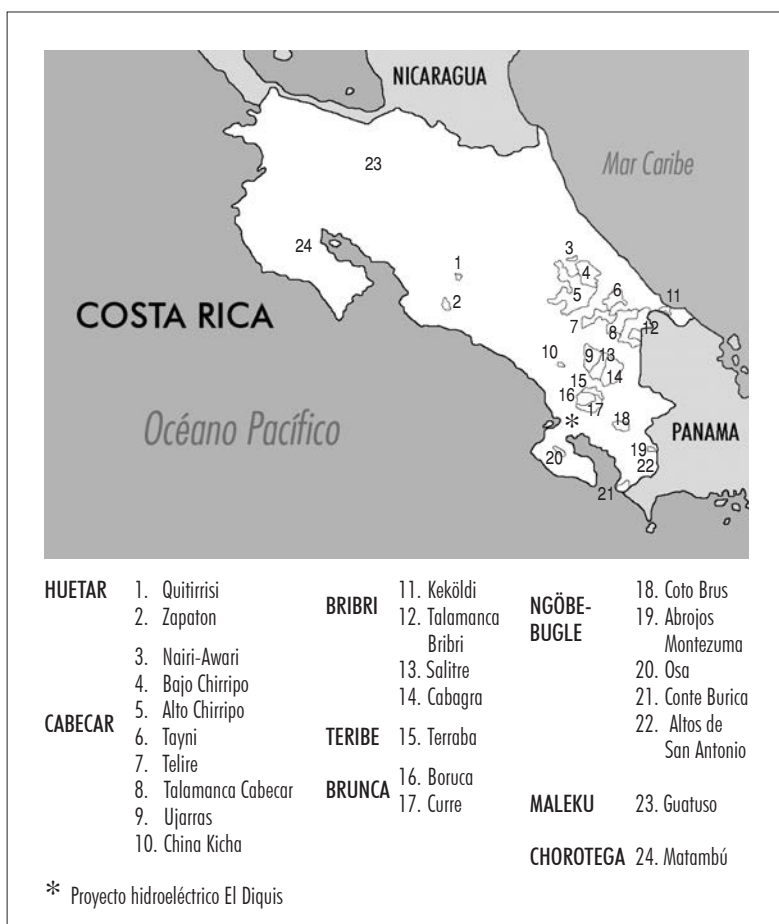 NICARAGUA
Mar Caribe
23
24
1
2
3
4
5
6
7
8
11
12
10
9
13
15
14
16
17
18
*
19
20
22
21
COSTA RICA
Océano Pacífico
PANAMA
HUETAR
1. Quitirrisi
2. Zapaton
CABECAR
3. Nairi-Awari
4. Bajo Chirripo
5. Alto Chirripo
6. Tayni
7. Telire
8. Talamanca Cabecar
9. Ujarras
10. China Kicha
BRIBRI
11. Keköldi
12. Talamanca
Bribri
13. Salitre
14. Cabagra
TERIBE
15. Terraba
BRUNCA
16. Boruca
17. Curre
NGÖBE-
BUGLE
18. Coto Brus
19. Abrojos
Montezuma
20. Osa
21. Conte Burica
22. Altos de
San Antonio
MALEKU
23. Guatuso
CHOROTEGA
24. Matambú
* Proyecto hidroeléctrico El Diquis